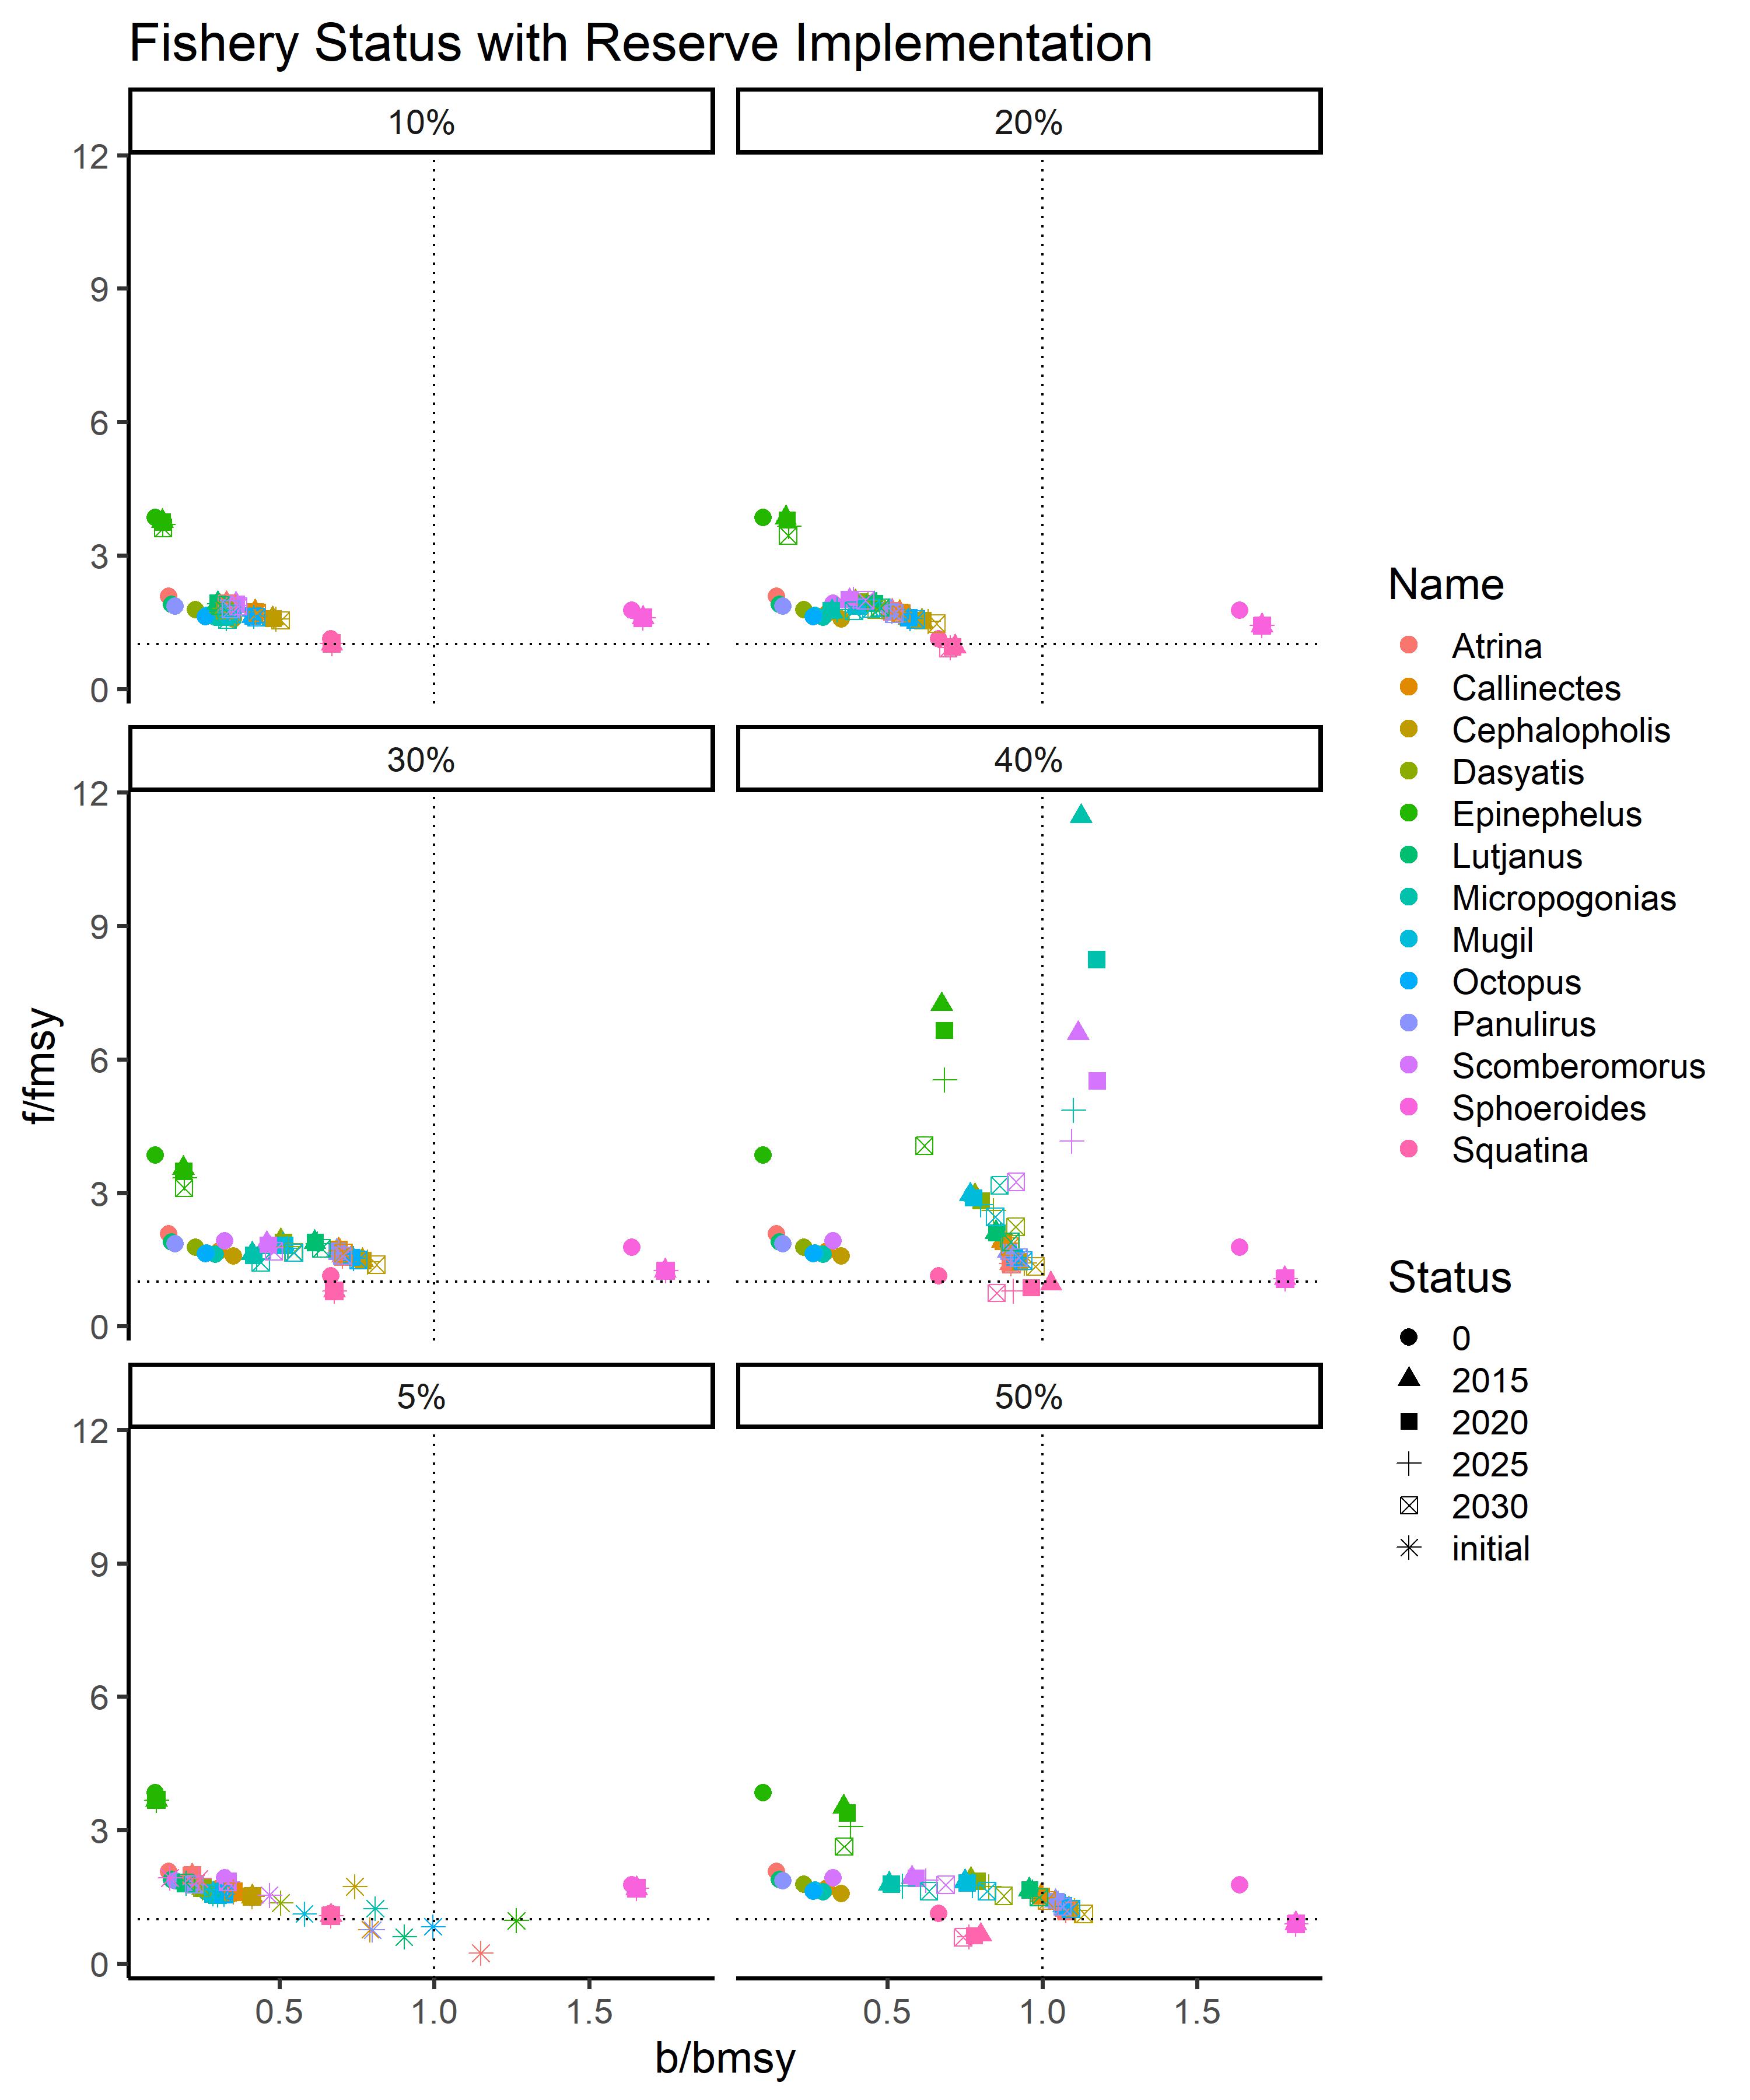 Fishery Status with Reserve Implementation
10%
20%
12
9
6
3
0
30%
40%
12
9
6
3
0
5%
50%
12
9
6
3
0
0.5
1.0
1.5
0.5
1.0
1.5
b/bmsy
f/fmsy
Name
Atrina
Callinectes
Cephalopholis
Dasyatis
Epinephelus
Lutjanus
Micropogonias
Mugil
Octopus
Panulirus
Scomberomorus
Sphoeroides
Squatina
Status
0
2015
2020
2025
2030
initial